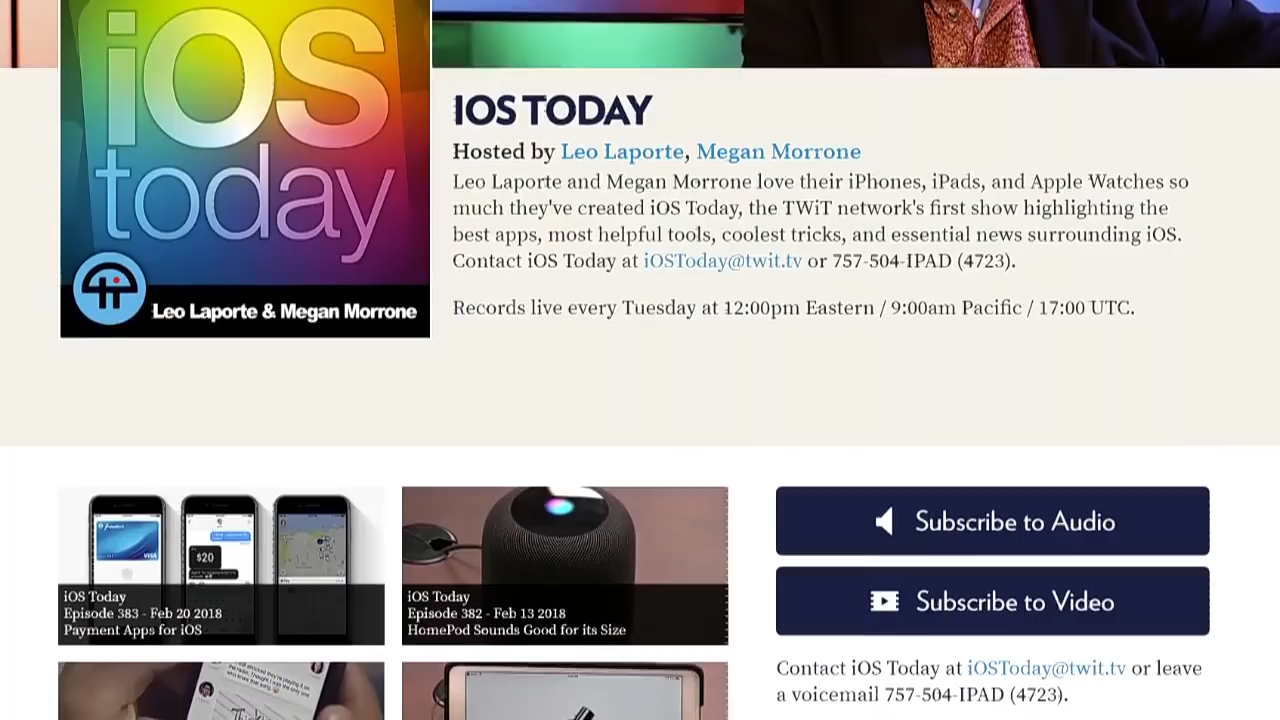 iOS
today
Leo Laporte & Megan Morrone
IOS TODAY
Hosted by Leo Laporte, Megan Morrone
Leo Laporte and Megan Morrone love their iPhones, iPads, and Apple Watches so
much they've created iOS Today, the TWiT network's first show highlighting the
best apps, most helpful tools, coolest tricks, and essential news surrounding iOS.
Contact iOS Today at iOSToday@twit.tv or 757-504-IPAD (4723).
Records live every Tuesday at 12:00pm Eastern / 9:00am Pacific / 17:00 UTC.
VISA
$20
iOS Today
Episode 383 - Feb 20 2018
Payment Apps for iOS
iOS Today
Episode 382 - Feb 13 2018
HomePod Sounds Good for its Size
Subscribe to Audio
Subscribe to Video
Contact iOS Today at iOSToday@twit.tv or leave
a voicemail 757-504-IPAD (4723).